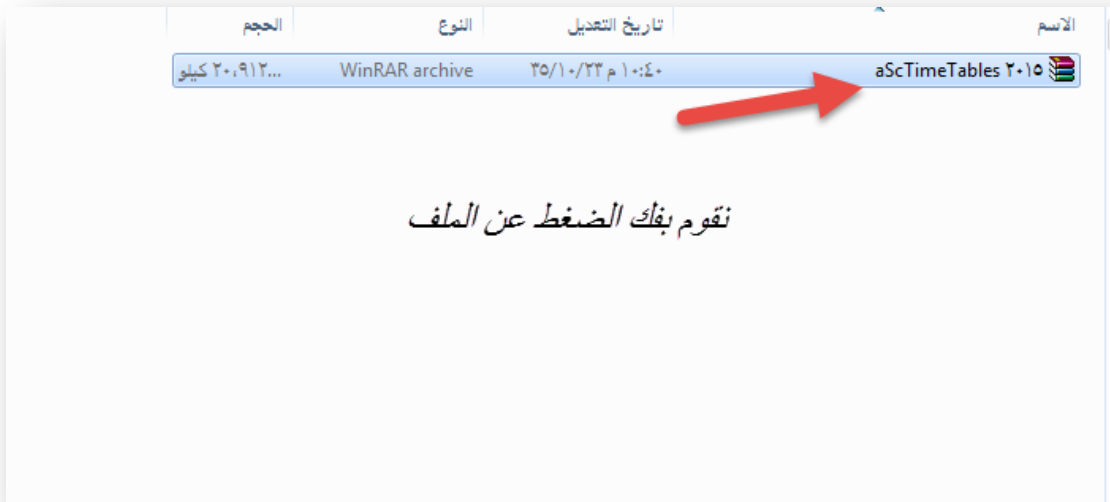 الاسم تاريخ التعديل النوع الحجم
aScTimeTables ٢٠١٥ ١٠:٤٠ م ٣٥/١٠/٢٣ WinRAR archive ٢٠،٩١٢ كيلو...
نقوم بفك الضغط عن الملف